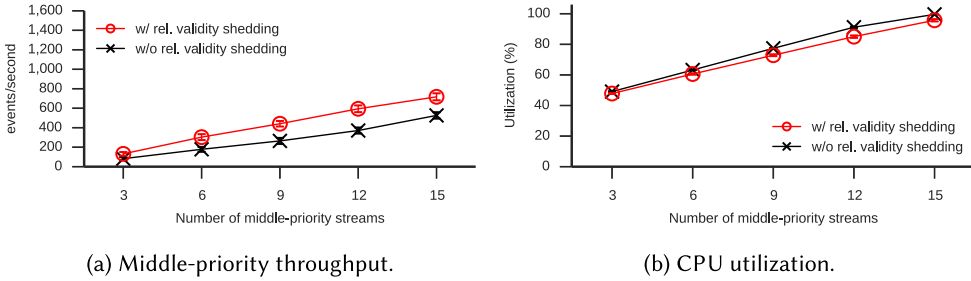 1,600
1,400
1,200
1,000
800
600
400
200
0
events/second
w/ rel. validity shedding
w/o rel. validity shedding
3 6 9 12 15
Number of middle-priority streams
(a) Middle-priority throughput.
100
80
60
40
20
0
Utilization (%)
w/ rel. validity shedding
w/o rel. validity shedding
3 6 9 12 15
Number of middle-priority streams
(b) CPU utilization.